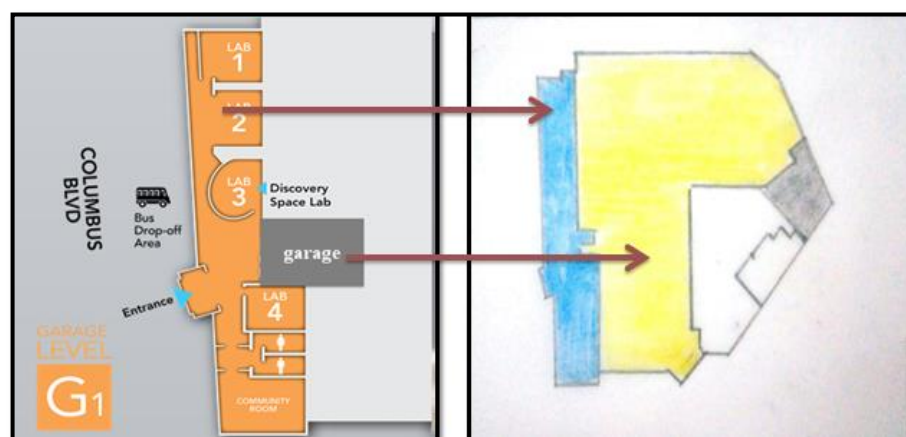 LAB
1
LAB
2
LAB
3
Discovery
Space Lab
COLUMBUS
BLVD
Bus
Drop-off
Area
garage
Entrance
LAB
4
GARAGE
LEVEL
G1
COMMUNITY
ROOM